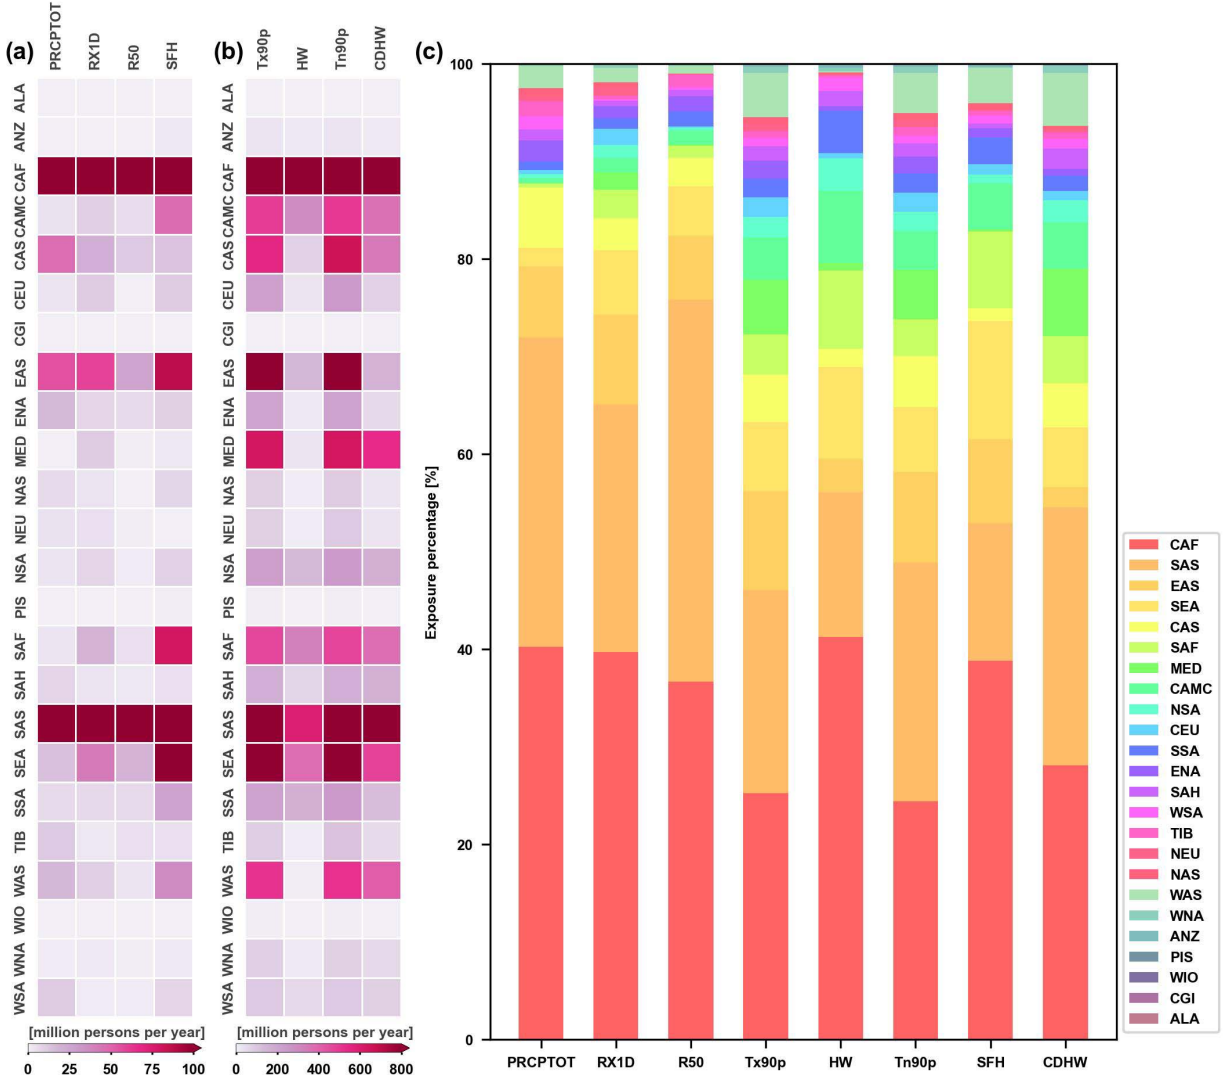 (a)
PRCPTOT
RX1D
R50
SFH
(b)
Tx90p
HW
Tn90p
CDHW
(c)
ALA
ANZ
CAF
CAMC
CAS
CEU
CGI
EAS
ENA
MED
NAS
NEU
NSA
PIS
SAF
SAH
SAS
SEA
SSA
TIB
WAS
WIO
WNA
WSA
[million persons per year]
0 25 50 75 100
ALA
ANZ
CAF
CAMC
CAS
CEU
CGI
EAS
ENA
MED
NAS
NEU
NSA
PIS
SAF
SAH
SAS
SEA
SSA
TIB
WAS
WIO
WNA
WSA
[million persons per year]
0 200 400 600 800
Exposure percentage [%]
100
80
60
40
20
0
PRCPTOT RX1D R50 Tx90p HW Tn90p SFH CDHW
CAF
SAS
EAS
SEA
CAS
SAF
MED
CAMC
NSA
CEU
SSA
ENA
SAH
WSA
TIB
NEU
NAS
WAS
WNA
ANZ
PIS
WIO
CGI
ALA